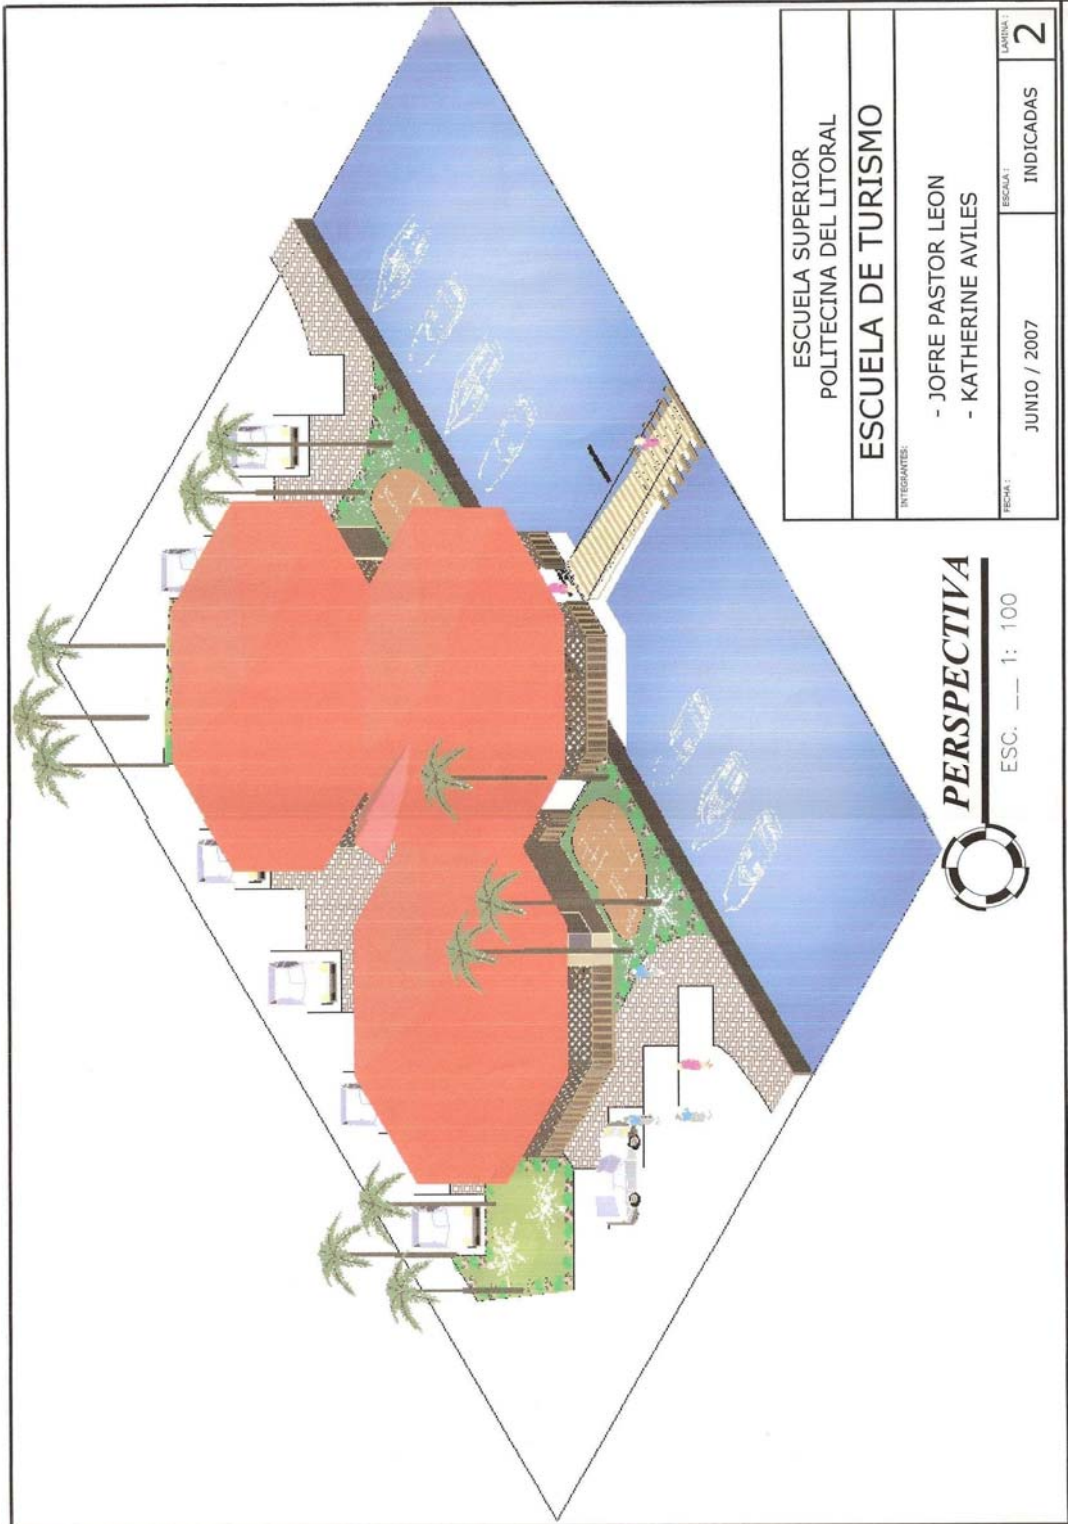 ESCUELA SUPERIOR
POLITECINA DEL LITORAL
ESCUELA DE TURISMO
INTEGRANTES:
- JOFRE PASTOR LEON
- KATHERINE AVILES
FECHA :
JUNIO / 2007
ESCALA :
INDICADAS
LAMINA :
2
PERSPECTIVA
ESC. __ 1: 100